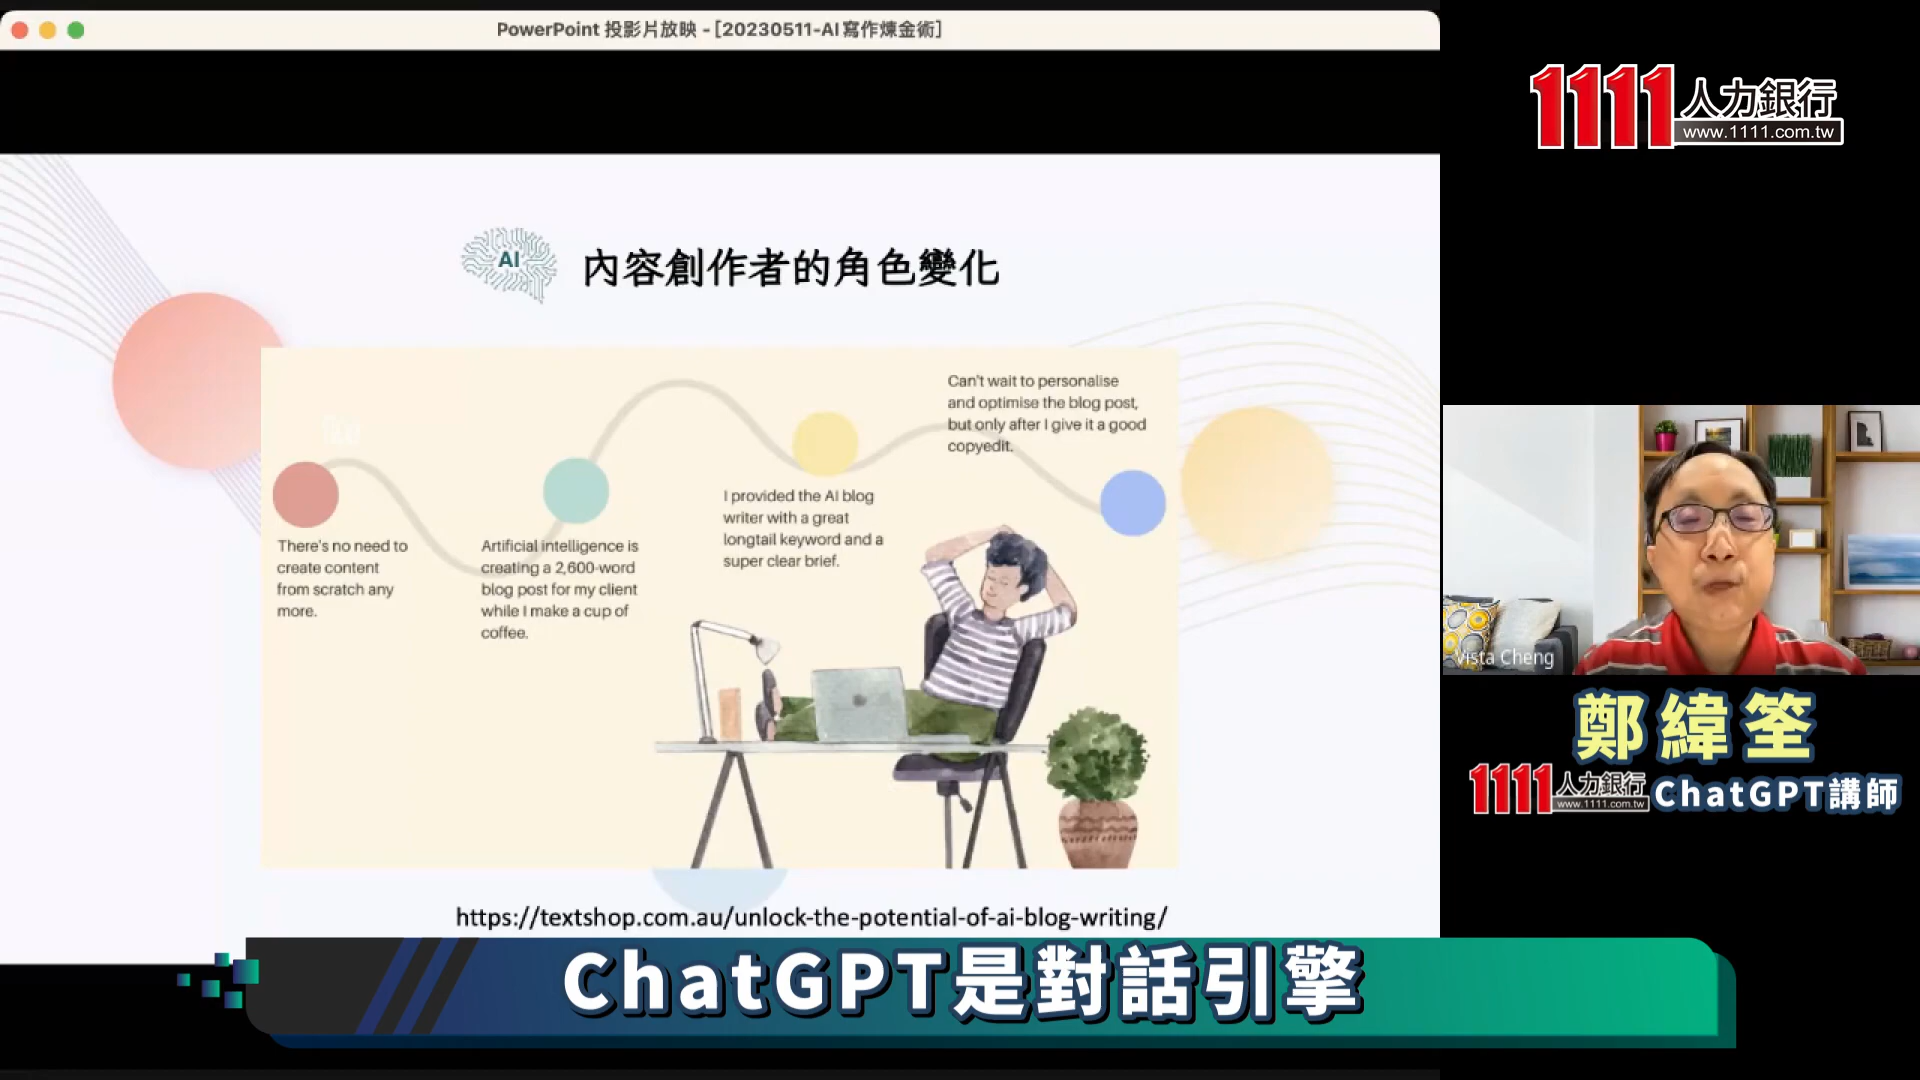 PowerPoint 投影片放映 - [20230511-AI寫作煉金術]
1111人力銀行
www.1111.com.tw
AI
內容創作者的角色變化
There's no need to
create content
from scratch any
more.
Artificial intelligence is
creating a 2,600-word
blog post for my client
while I make a cup of
coffee.
I provided the AI blog
writer with a great
longtail keyword and a
super clear brief.
Can't wait to personalise
and optimise the blog post,
but only after I give it a good
copyedit.
https://textshop.com.au/unlock-the-potential-of-ai-blog-writing/
Vista Cheng
鄭緯筌
1111人力銀行
www.1111.com.tw
ChatGPT講師
ChatGPT是對話引擎